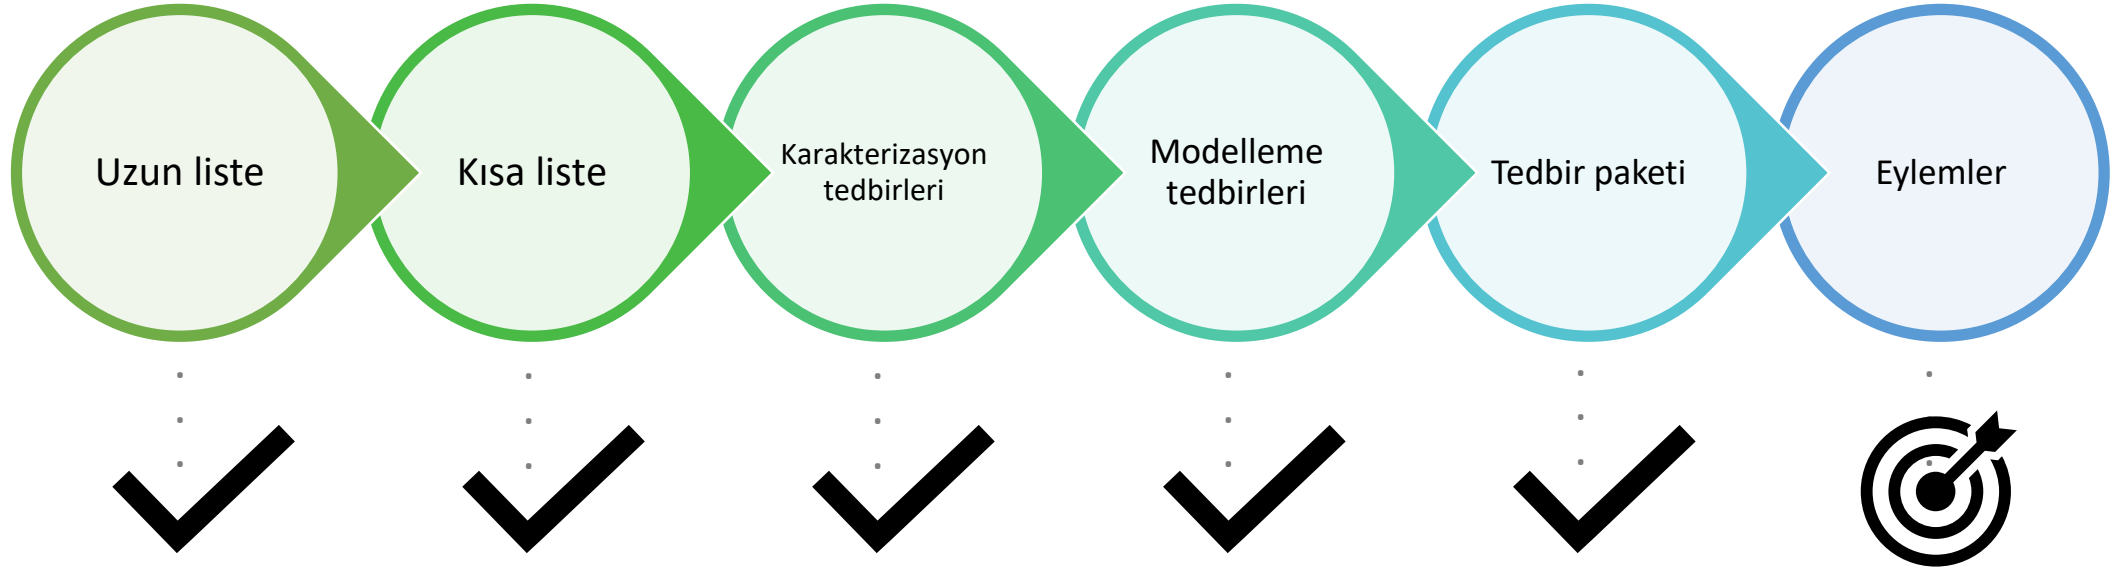 Uzun liste
Kısa liste
Karakterizasyon
tedbirleri
Modelleme
tedbirleri
Tedbir paketi
Eylemler